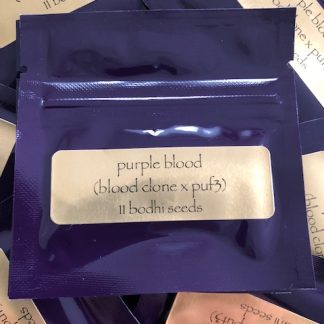 purple blood
(blood clone x puf3)
11 bodhi seeds